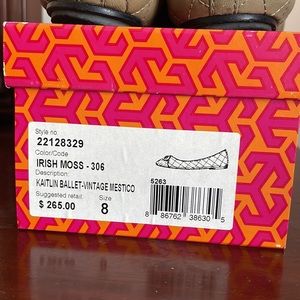 Style no
22128329
Color/Code
IRISH MOSS - 306
Description:
KAITLIN BALLET-VINTAGE MESTICO
Suggested retail: Size
$ 265.00 8
5263
8 86762 38630 5